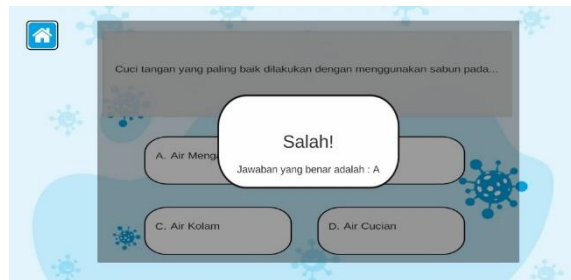 Cuci tangan yang paling baik dilakukan dengan menggunakan sabun pada...
Salah!
Jawaban yang benar adalah : A
A. Air
C. Air Kolam
D. Air Cucian